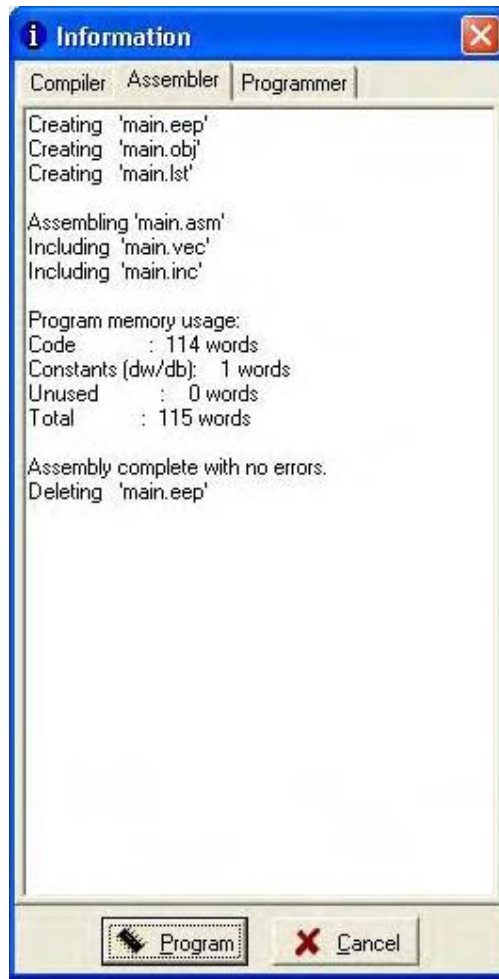 Information
Compiler Assembler Programmer
Creating 'main.eep'
Creating 'main.obj'
Creating 'main.lst'
Assembling 'main.asm'
Including 'main.vec'
Including 'main.inc'
Program memory usage:
Code : 114 words
Constants (dw/db): 1 words
Unused : 0 words
Total : 115 words
Assembly complete with no errors.
Deleting 'main.eep'
Program Cancel